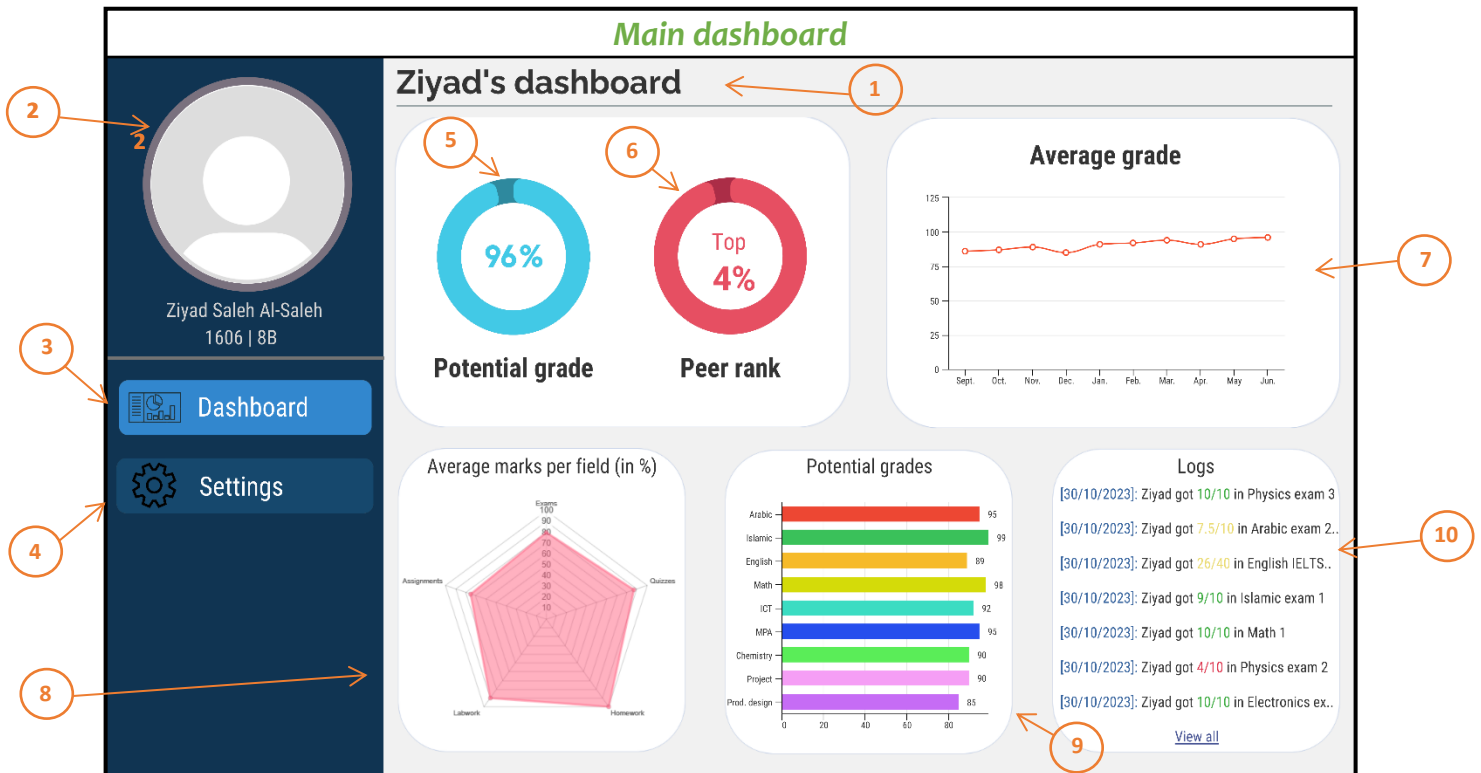 Main dashboard
Ziyad's dashboard
1
2
2
Ziyad Saleh Al-Saleh
1606 | 8B
3
Dashboard
4
Settings
8
5
96%
Potential grade
6
Top
4%
Peer rank
Average grade
125
100
75
50
25
0
Sept.
Oct.
Nov.
Dec.
Jan.
Feb.
Mar.
Apr.
May
Jun.
7
Average marks per field (in %)
Exams
100
90
80
70
60
50
40
30
20
10
Assignments
Quizzes
Labwork
Homework
Potential grades
Arabic 95
Islamic 99
English 89
Math 98
ICT 92
MPA 95
Chemistry 90
Project 90
Prod. design 85
0 20 40 60 80
9
Logs
[30/10/2023]: Ziyad got 10/10 in Physics exam 3
[30/10/2023]: Ziyad got 7.5/10 in Arabic exam 2..
[30/10/2023]: Ziyad got 26/40 in English IELTS..
[30/10/2023]: Ziyad got 9/10 in Islamic exam 1
[30/10/2023]: Ziyad got 10/10 in Math 1
[30/10/2023]: Ziyad got 4/10 in Physics exam 2
[30/10/2023]: Ziyad got 10/10 in Electronics ex..
View all
10